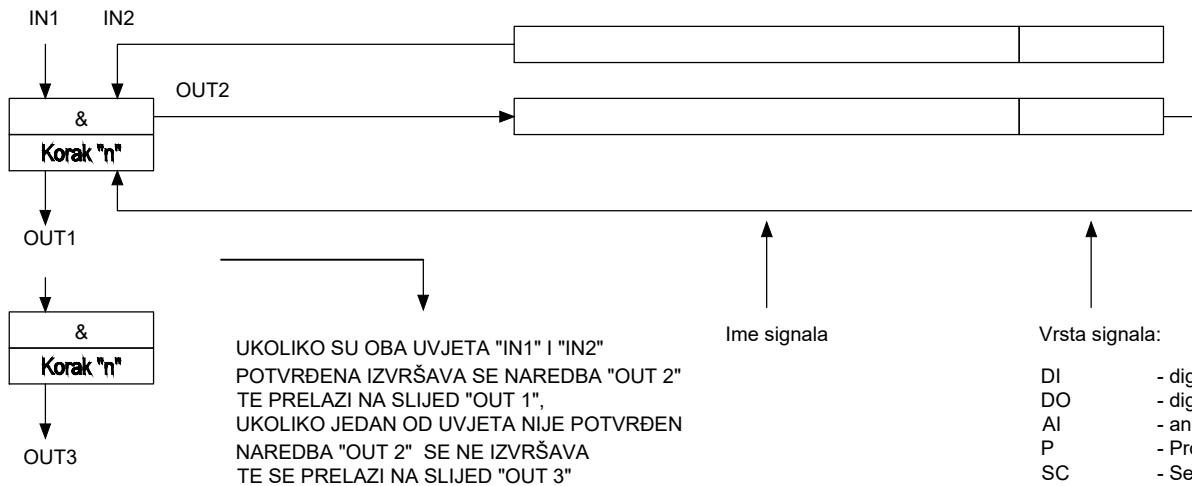 IN1 IN2
OUT2
&
Korak "n"
OUT1
&
Korak "n"
OUT3
UKOLIKO SU OBA UVJETA "IN1" I "IN2"
POTVRĐENA IZVRŠAVA SE NAREDBA "OUT 2"
TE PRELAZI NA SLIJED "OUT 1",
UKOLIKO JEDAN OD UVJETA NIJE POTVRĐEN
NAREDBA "OUT 2" SE NE IZVRŠAVA
TE SE PRELAZI NA SLIJED "OUT 3"
Ime signala
Vrsta signala:
DI -
DO -
AI -
P -
SC -